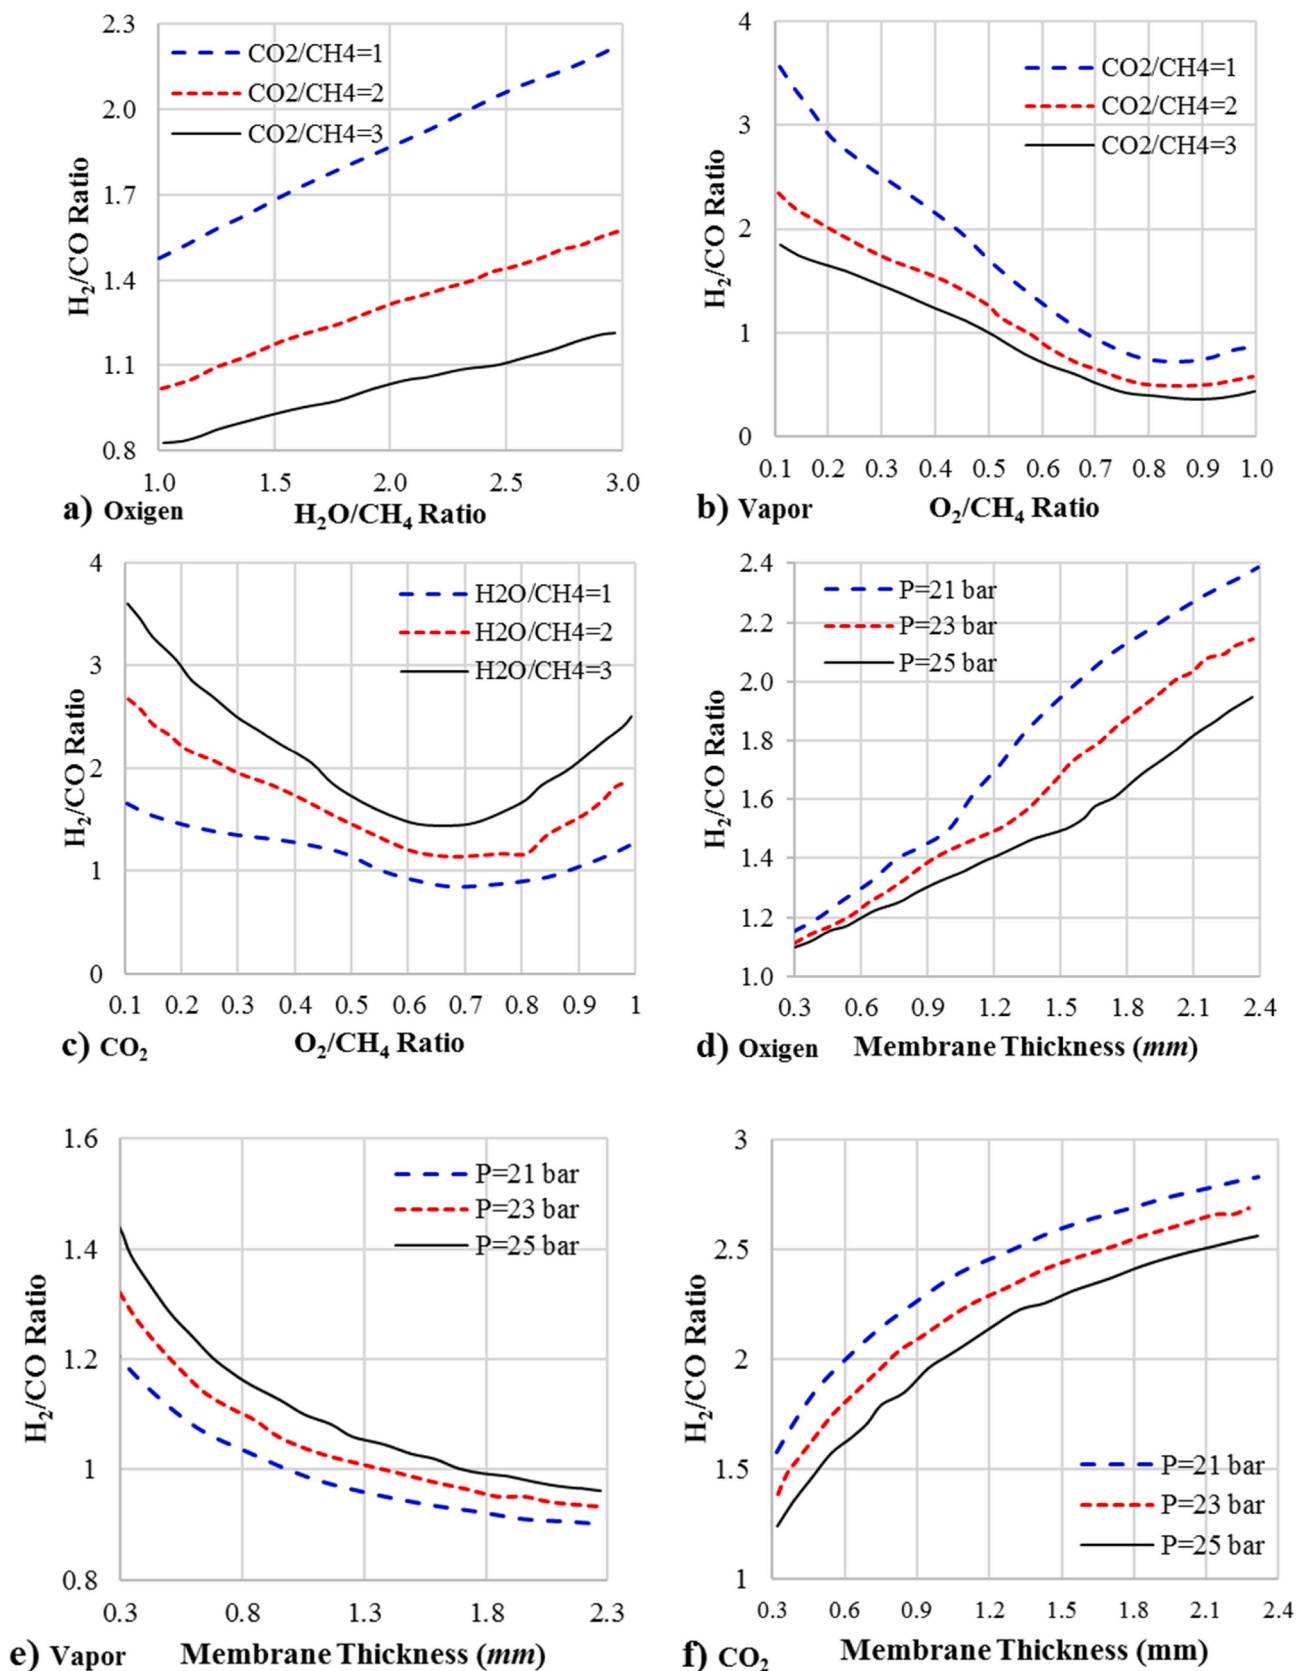 2.3
2.0
1.7
1.4
1.1
0.8
H₂/CO Ratio
CO2/CH4=1
CO2/CH4=2
CO2/CH4=3
1.0 1.5 2.0 2.5 3.0
a) Oxigen H₂O/CH₄ Ratio
4
3
2
1
0
H₂/CO Ratio
CO2/CH4=1
CO2/CH4=2
CO2/CH4=3
0.1 0.2 0.3 0.4 0.5 0.6 0.7 0.8 0.9 1.0
b) Vapor O₂/CH₄ Ratio
4
3
2
1
0
H₂/CO Ratio
H2O/CH4=1
H2O/CH4=2
H2O/CH4=3
0.1 0.2 0.3 0.4 0.5 0.6 0.7 0.8 0.9 1
c) CO₂ O₂/CH₄ Ratio
2.4
2.2
2.0
1.8
1.6
1.4
1.2
1.0
H₂/CO Ratio
P=21 bar
P=23 bar
P=25 bar
0.3 0.6 0.9 1.2 1.5 1.8 2.1 2.4
d) Oxigen Membrane Thickness (mm)
1.6
1.4
1.2
1
0.8
H₂/CO Ratio
P=21 bar
P=23 bar
P=25 bar
0.3 0.8 1.3 1.8 2.3
e) Vapor Membrane Thickness (mm)
3
2.5
2
1.5
1
H₂/CO Ratio
P=21 bar
P=23 bar
P=25 bar
0.3 0.6 0.9 1.2 1.5 1.8 2.1 2.4
f) CO₂ Membrane Thickness (mm)